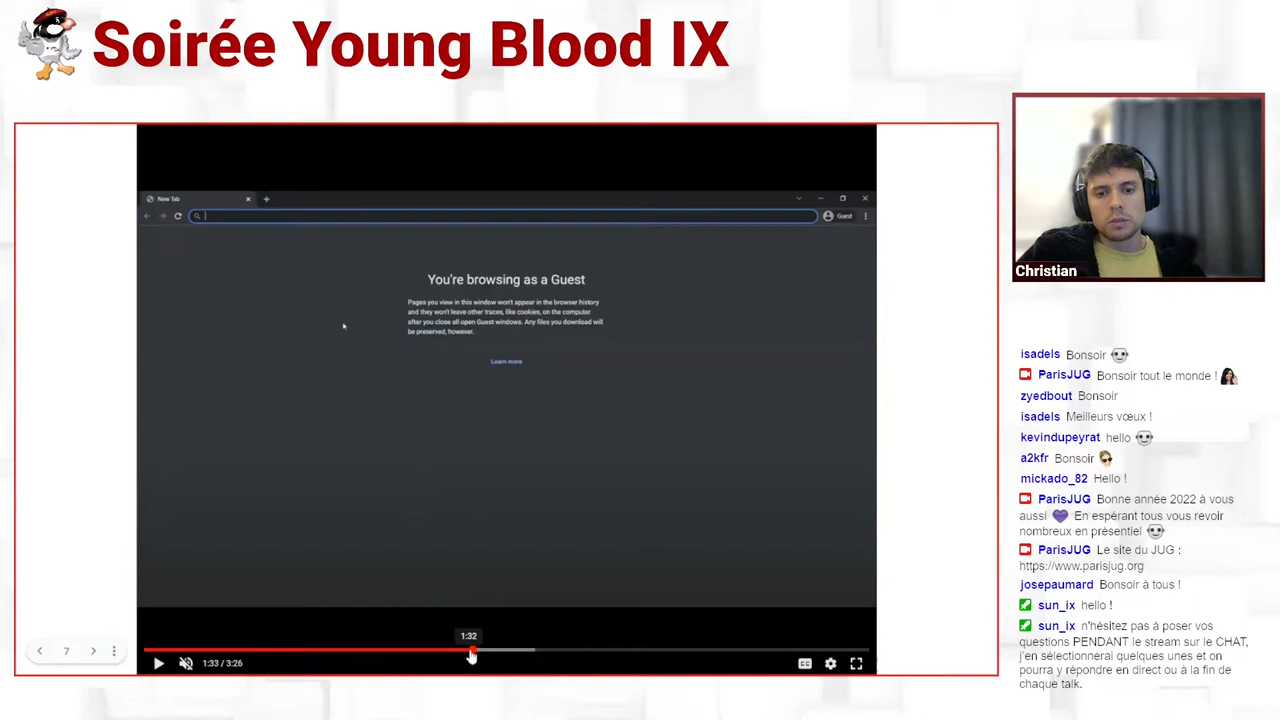 Soirée Young Blood IX
New Tab
Guest
You're browsing as a Guest
Pages you view in this window won't appear in the browser history
and they won't leave other traces, like cookies, on the computer
after you close all open Guest windows. Any files you download will
be preserved, however.
Learn more
1:32
1:33 / 3:26
CC
7
Christian
isadels Bonsoir
ParisJUG Bonsoir tout le monde !
zyedbout Bonsoir
isadels Meilleurs vœux !
kevindupeyrat hello
a2kfr Bonsoir
mickado_82 Hello !
ParisJUG Bonne année 2022 à vous
aussi 💜 En espérant tous vous revoir
nombreux en présentiel
ParisJUG Le site du JUG :
https://www.parisjug.org
josepaumard Bonsoir à tous !
sun_ix hello !
sun_ix n'hésitez pas à poser vos
questions PENDANT le stream sur le CHAT,
j'en sélectionnerai quelques unes et on
pourra y répondre en direct ou à la fin de
chaque talk.